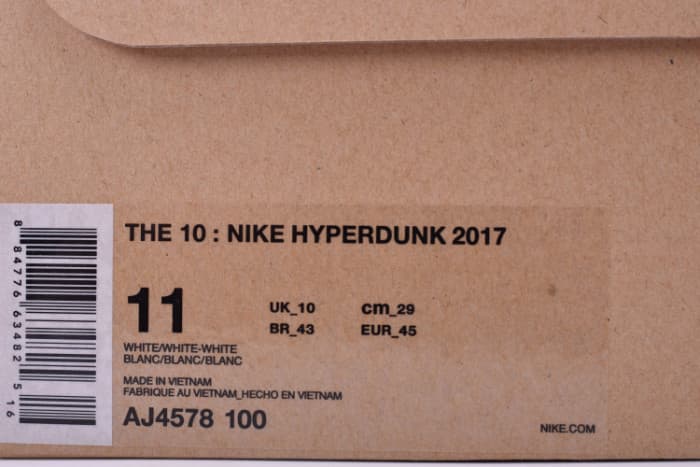 THE 10 : NIKE HYPERDUNK 2017
11
UK_10 cm_29
BR_43 EUR_45
WHITE/WHITE-WHITE
BLANC/BLANC/BLANC
MADE IN VIETNAM
FABRIQUE AU VIETNAM_HECHO EN VIETNAM
AJ4578 100
NIKE.COM
8 84776 63482 5 16